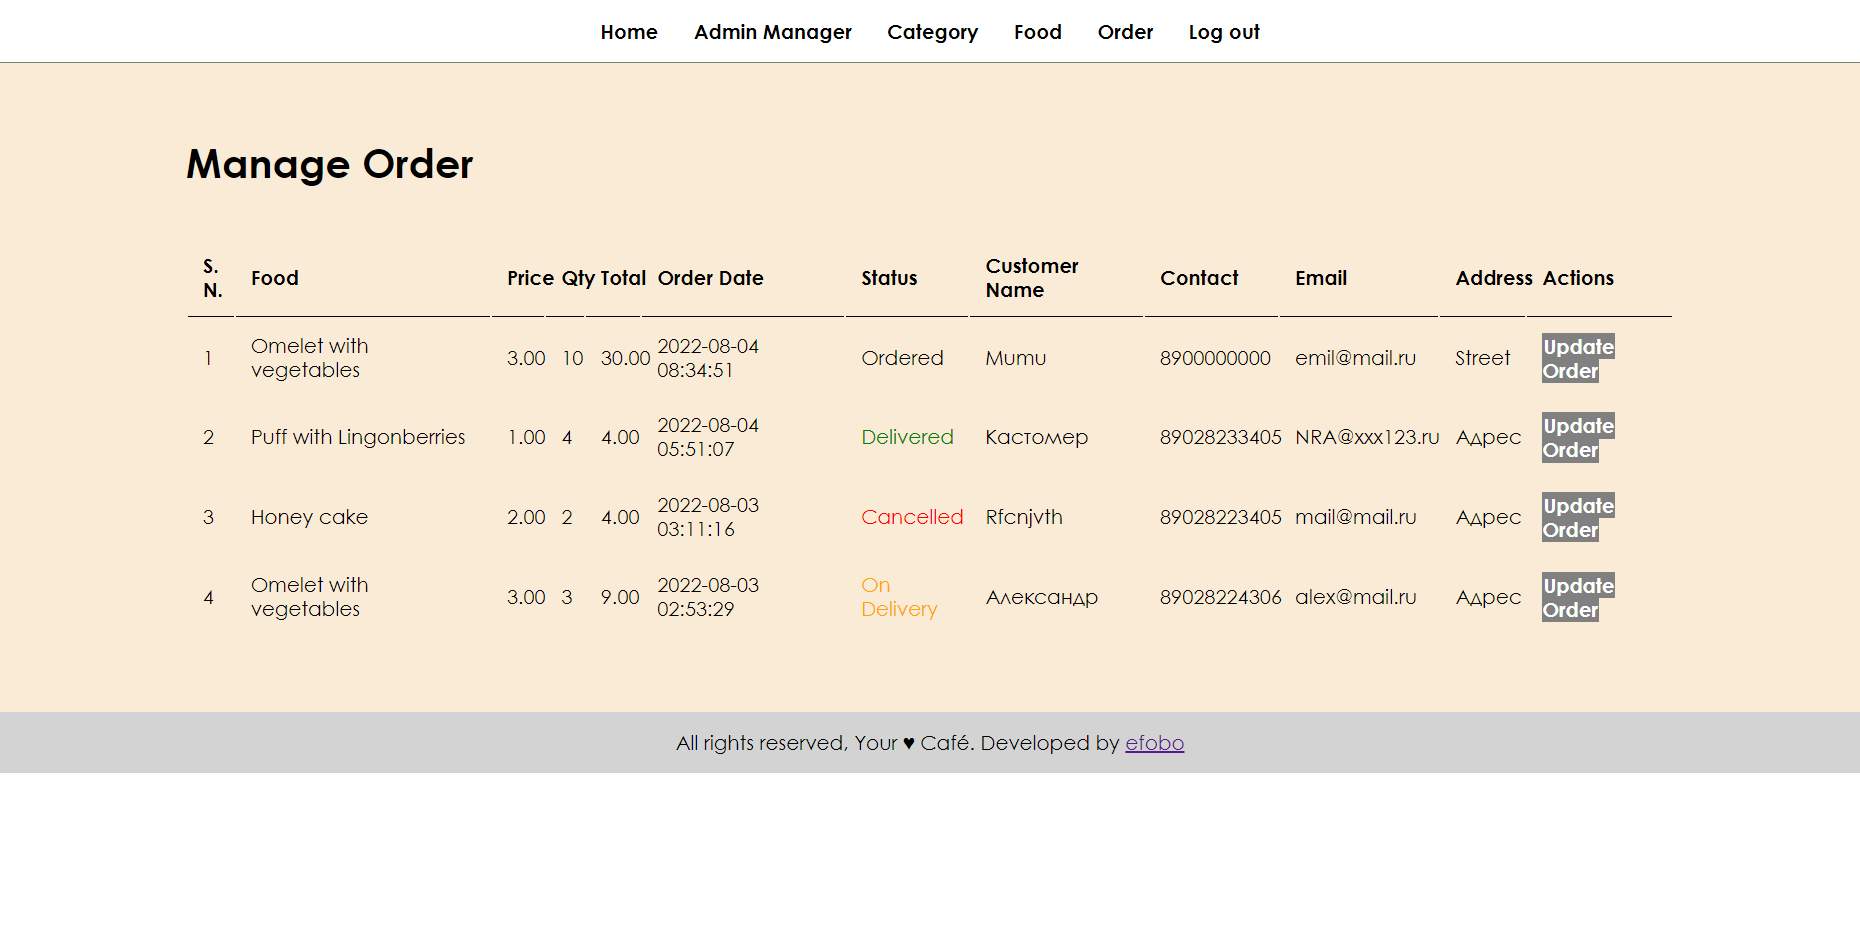 Home Admin Manager Category Food Order Log out
Manage Order
S. N. Food Price Qty Total Order Date Status Customer Name Contact Email Address Actions
1 Omelet with vegetables 3.00 10 30.00 2022-08-04 08:34:51 Ordered Mumu 8900000000 emil@mail.ru Street Update Order
2 Puff with Lingonberries 1.00 4 4.00 2022-08-04 05:51:07 Delivered Кастомер 89028233405 NRA@xxx123.ru Адрес Update Order
3 Honey cake 2.00 2 4.00 2022-08-03 03:11:16 Cancelled Rfcnjvth 89028223405 mail@mail.ru Адрес Update Order
4 Omelet with vegetables 3.00 3 9.00 2022-08-03 02:53:29 On Delivery Александр 89028224306 alex@mail.ru Адрес Update Order
All rights reserved, Your ♥ Café. Developed by efobo